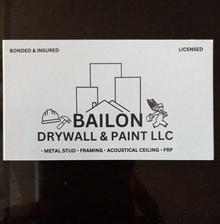 BONDED & INSURED LICENSED
BAILON
DRYWALL & PAINT LLC
· METAL STUD · FRAMING · ACOUSTICAL CEILING · FRP